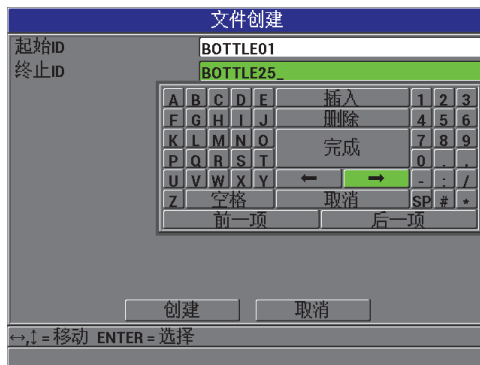 文件创建
起始ID BOTTLE01
终止ID BOTTLE25_
A B C D E 插入 1 2 3
F G H I J 删除 4 5 6
K L M N O 完成 7 8 9
P Q R S T 0 . ,
U V W X Y ← → - : /
Z 空格 取消 SP # *
前一项 后一项
创建 取消
↔,↕ = 移动 ENTER = 选择